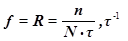 f = R = n / N · τ , τ⁻¹